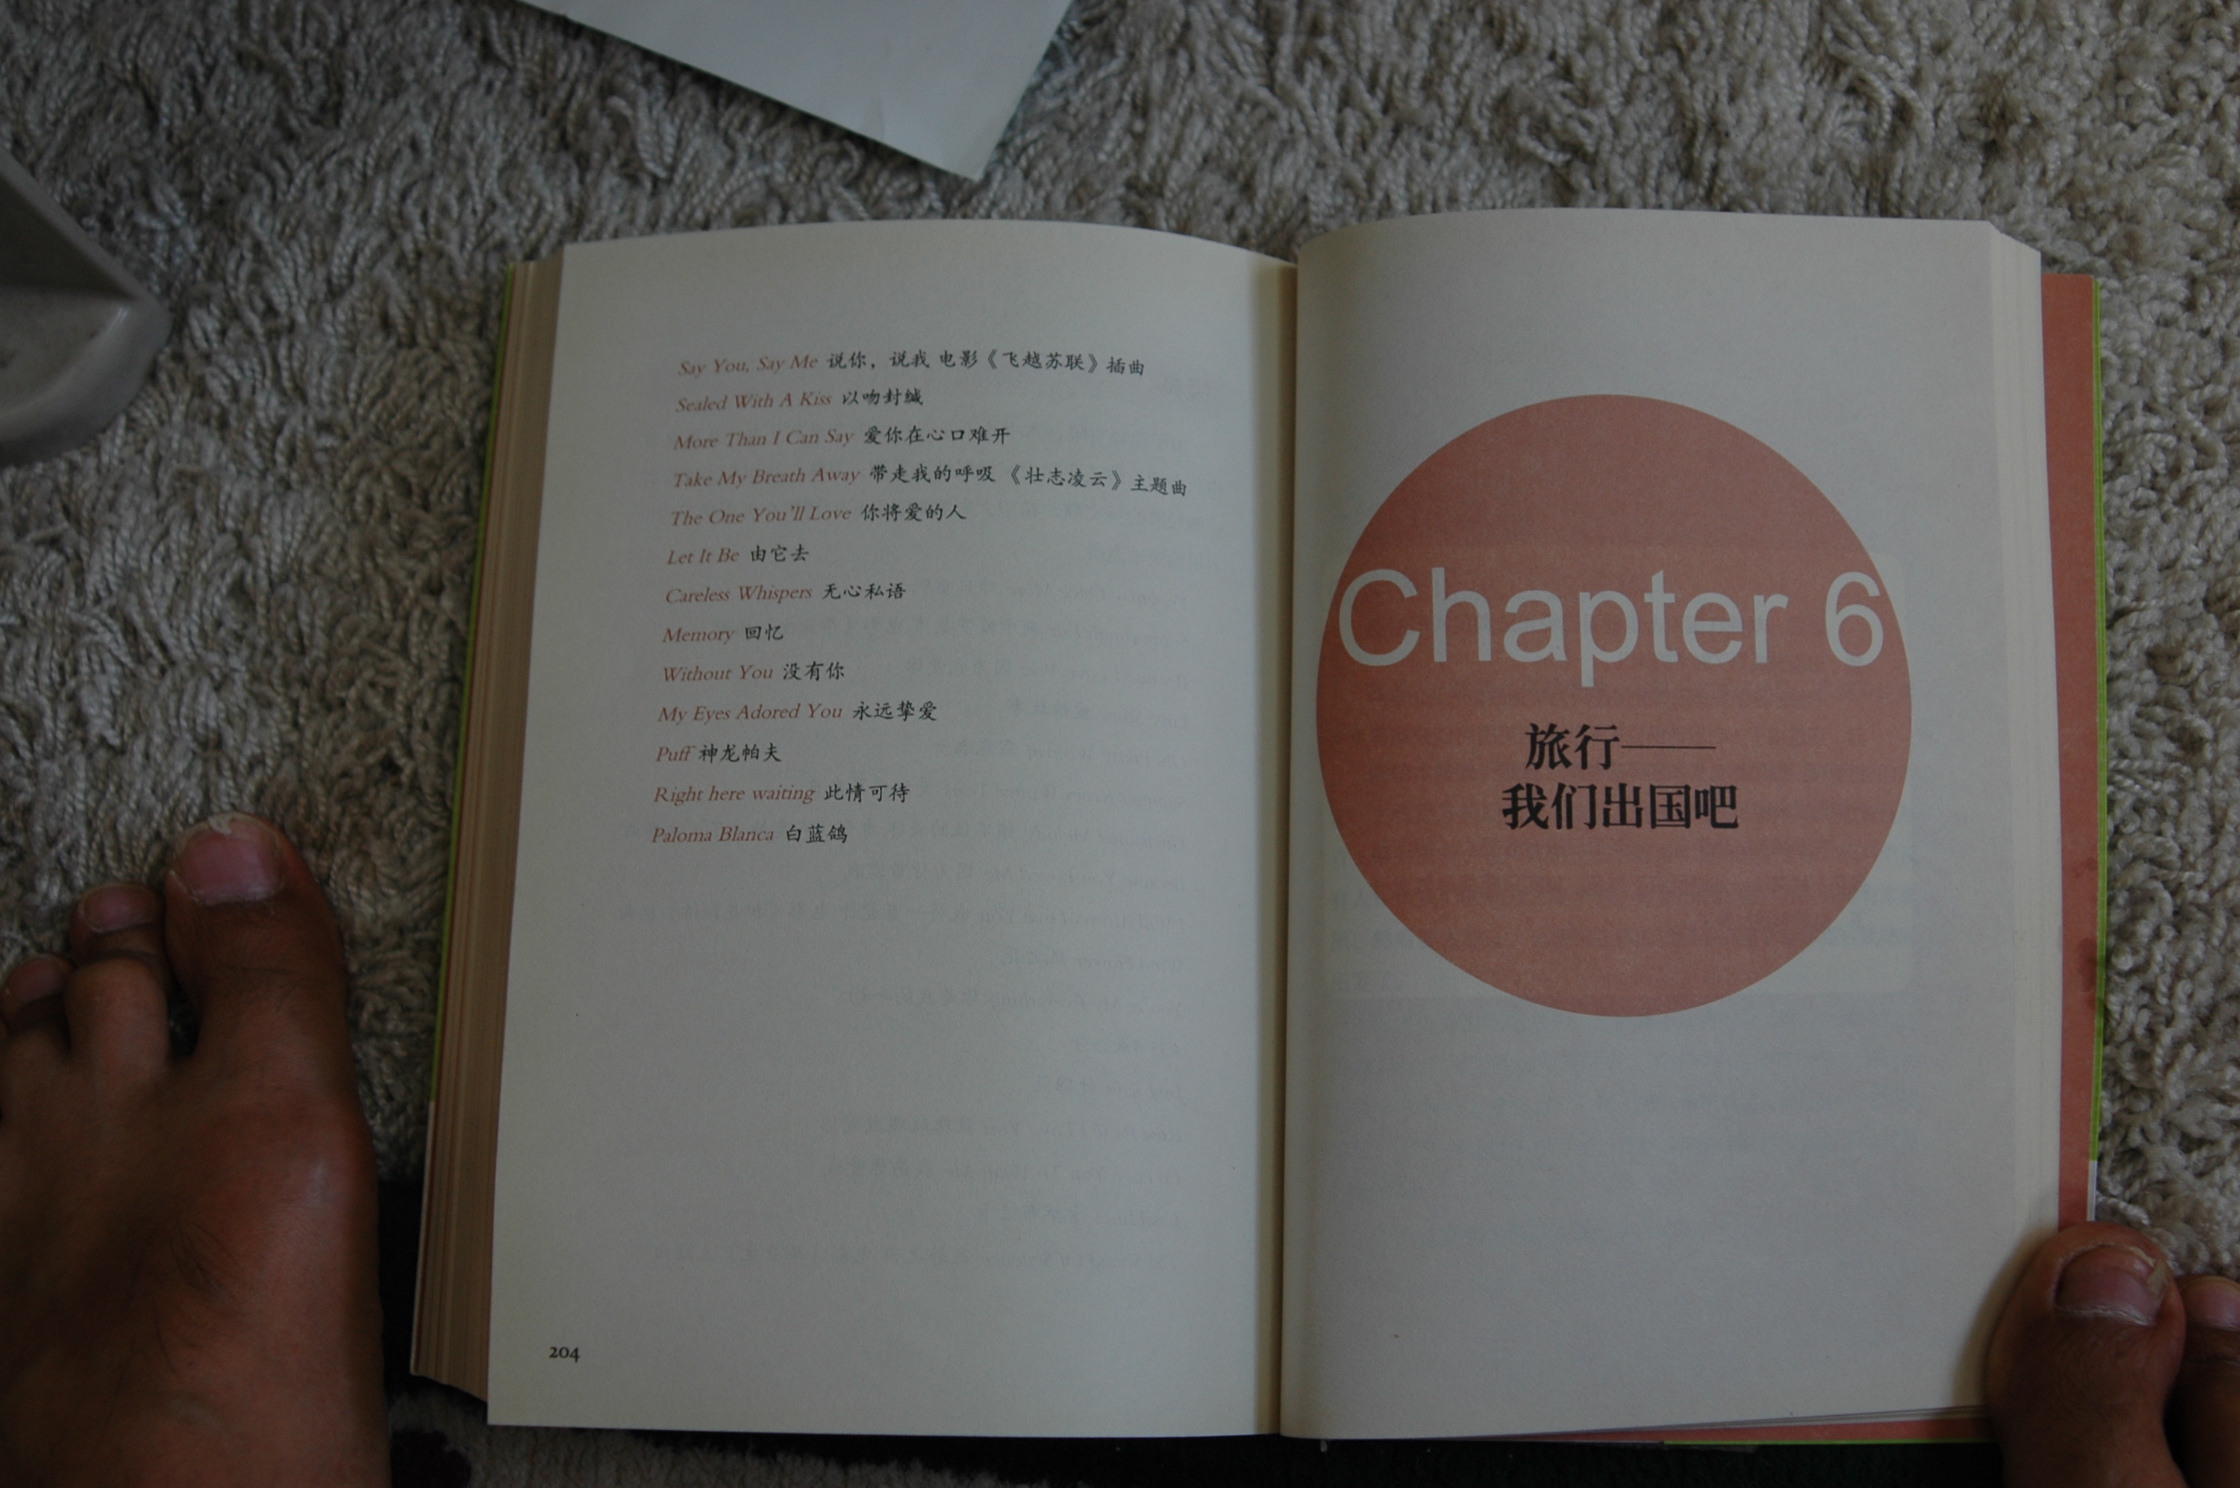 Say You, Say Me 说你，说我 电影《飞越苏联》插曲
Sealed With A Kiss 以吻封缄
More Than I Can Say 爱你在心口难开
Take My Breath Away 带走我的呼吸《壮志凌云》主题曲
The One You'll Love 你将爱的人
Let It Be 由它去
Careless Whispers 无心私语
Memory 回忆
Without You 没有你
My Eyes Adored You 永远挚爱
Puff 神龙帕夫
Right here waiting 此情可待
Paloma Blanca 白蓝鸽
204
Chapter 6
旅行——
我们出国吧